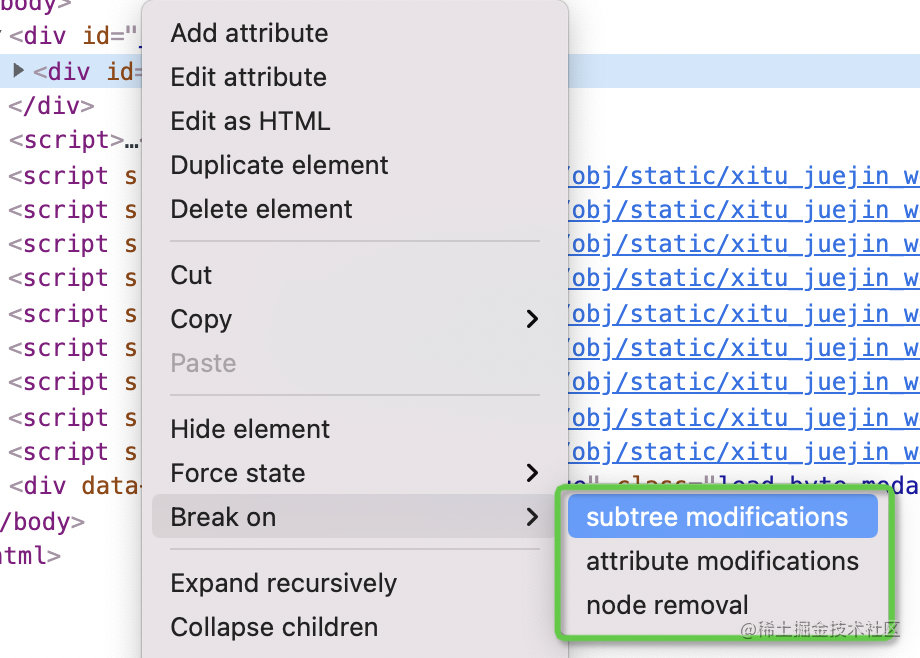 body>
<div id="
<div id=
</div>
<script>…
<script s /obj/static/xitu_juejin_w
<script s /obj/static/xitu_juejin_w
<script s /obj/static/xitu_juejin_w
<script s /obj/static/xitu_juejin_w
<script s /obj/static/xitu_juejin_w
<script s /obj/static/xitu_juejin_w
<script s /obj/static/xitu_juejin_w
<script s /obj/static/xitu_juejin_w
<script s /obj/static/xitu_juejin_w
<div data- class="load_byte_moda
/body>
html>
Add attribute
Edit attribute
Edit as HTML
Duplicate element
Delete element
Cut
Copy
Paste
Hide element
Force state
Break on
Expand recursively
Collapse children
subtree modifications
attribute modifications
node removal
@稀土掘金技术社区